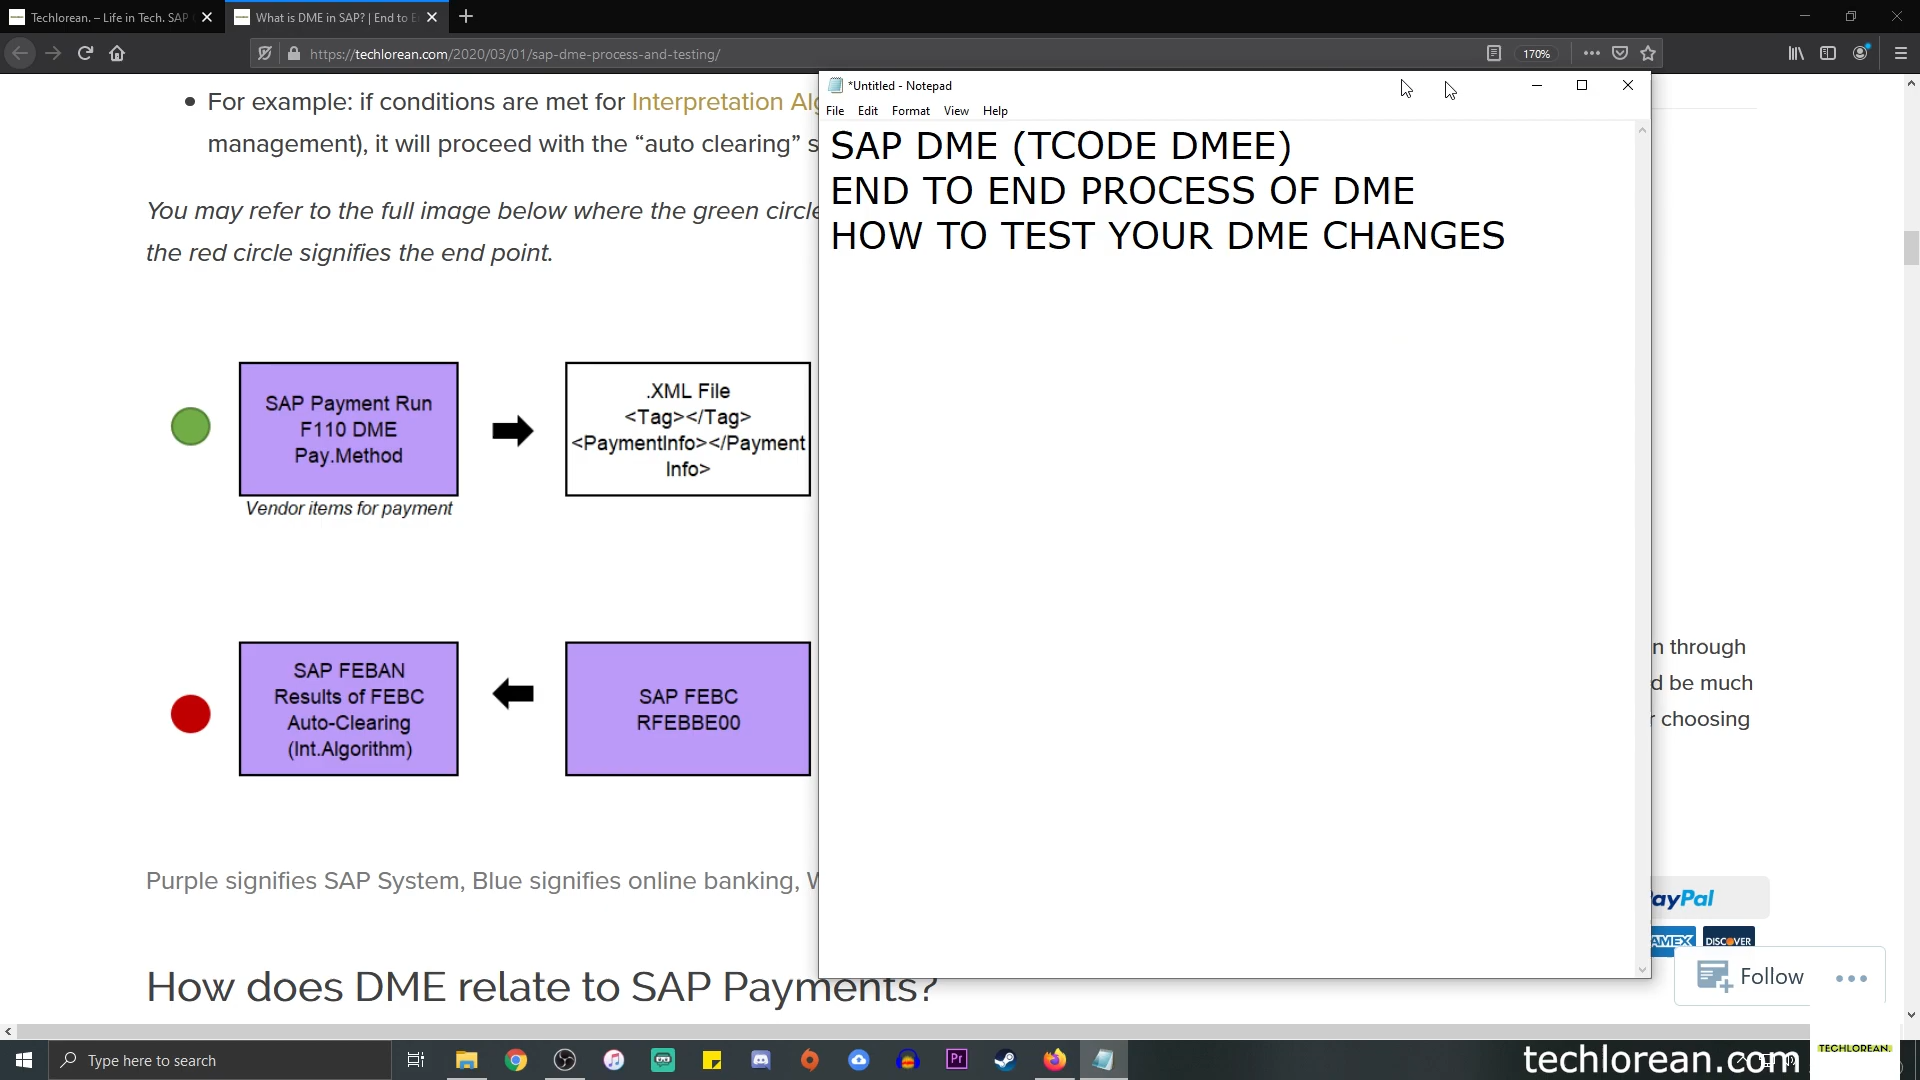 Techlorean. – Life in Tech. SAP
What is DME in SAP? | End to E
https://techlorean.com/2020/03/01/sap-dme-process-and-testing/
170%
For example: if conditions are met for Interpretation Alg
management), it will proceed with the “auto clearing” s
You may refer to the full image below where the green circle
the red circle signifies the end point.
SAP Payment Run
F110 DME
Pay.Method
Vendor items for payment
.XML File
<Tag></Tag>
<PaymentInfo></Payment
Info>
SAP FEBAN
Results of FEBC
Auto-Clearing
(Int.Algorithm)
SAP FEBC
RFEBBE00
Purple signifies SAP System, Blue signifies online banking, W
How does DME relate to SAP Payments?
*Untitled - Notepad
File Edit Format View Help
SAP DME (TCODE DMEE)
END TO END PROCESS OF DME
HOW TO TEST YOUR DME CHANGES
n through
d be much
r choosing
PayPal
AMEX
DISCOVER
Follow
Type here to search
Pr
techlorean.com
TECHLOREAN.